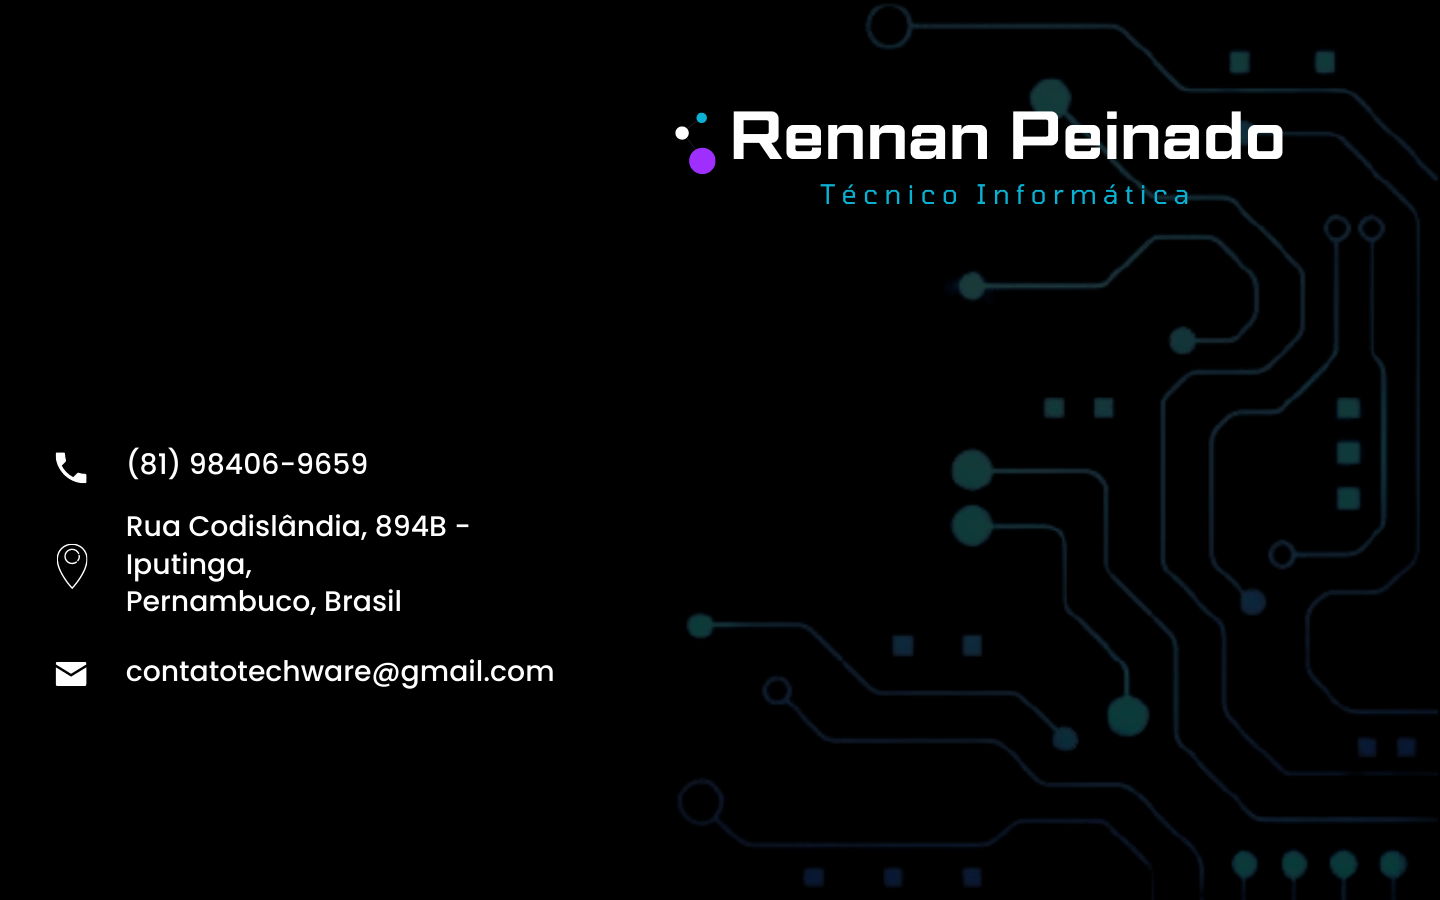 Rennan Peinado
Técnico Informática
(81) 98406-9659
Rua Codislândia, 894B -
Iputinga,
Pernambuco, Brasil
contatotechware@gmail.com